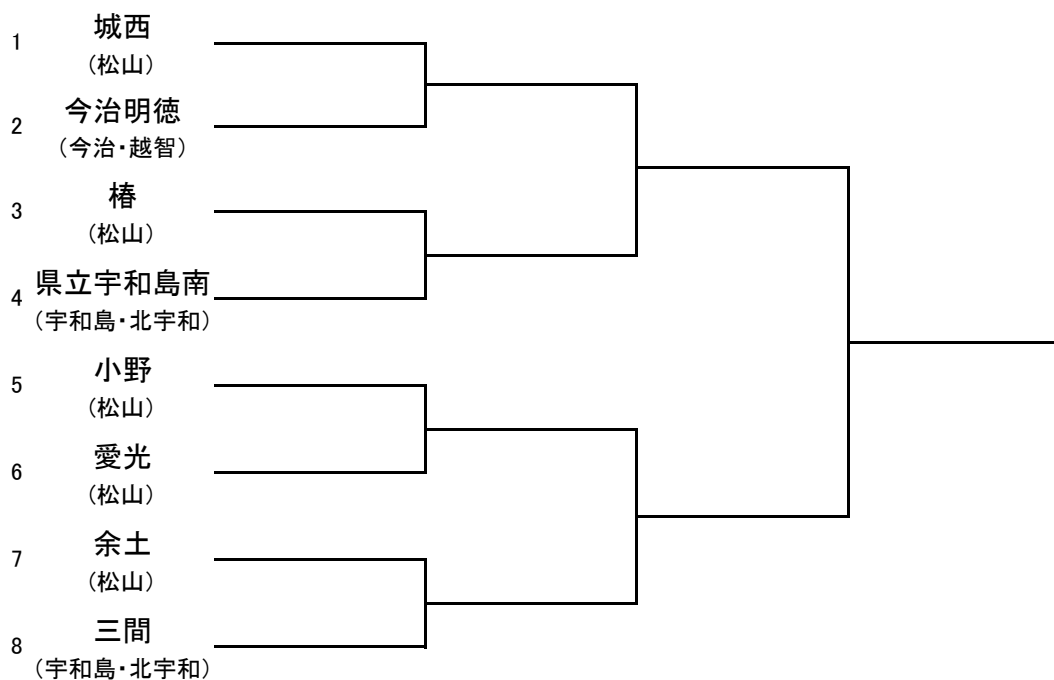 1 城西
(松山)
2 今治明徳
(今治・越智)
3 椿
(松山)
4 県立宇和島南
(宇和島・北宇和)
5 小野
(松山)
6 愛光
(松山)
7 余土
(松山)
8 三間
(宇和島・北宇和)